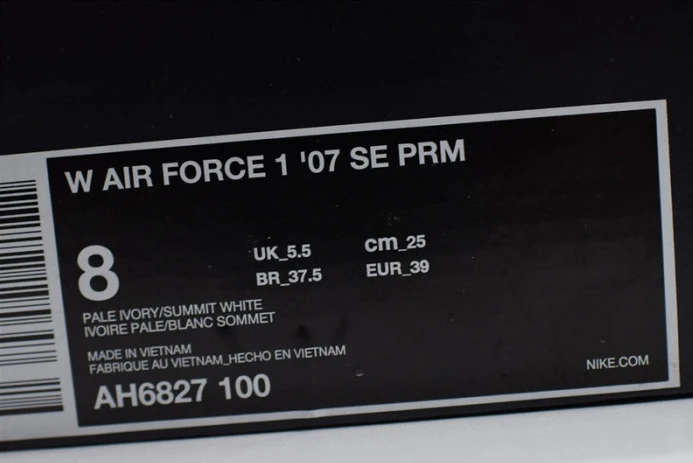 W AIR FORCE 1 '07 SE PRM
8
UK_5.5 cm_25
BR_37.5 EUR_39
PALE IVORY/SUMMIT WHITE
IVOIRE PALE/BLANC SOMMET
MADE IN VIETNAM
FABRIQUE AU VIETNAM_HECHO EN VIETNAM
AH6827 100
NIKE.COM